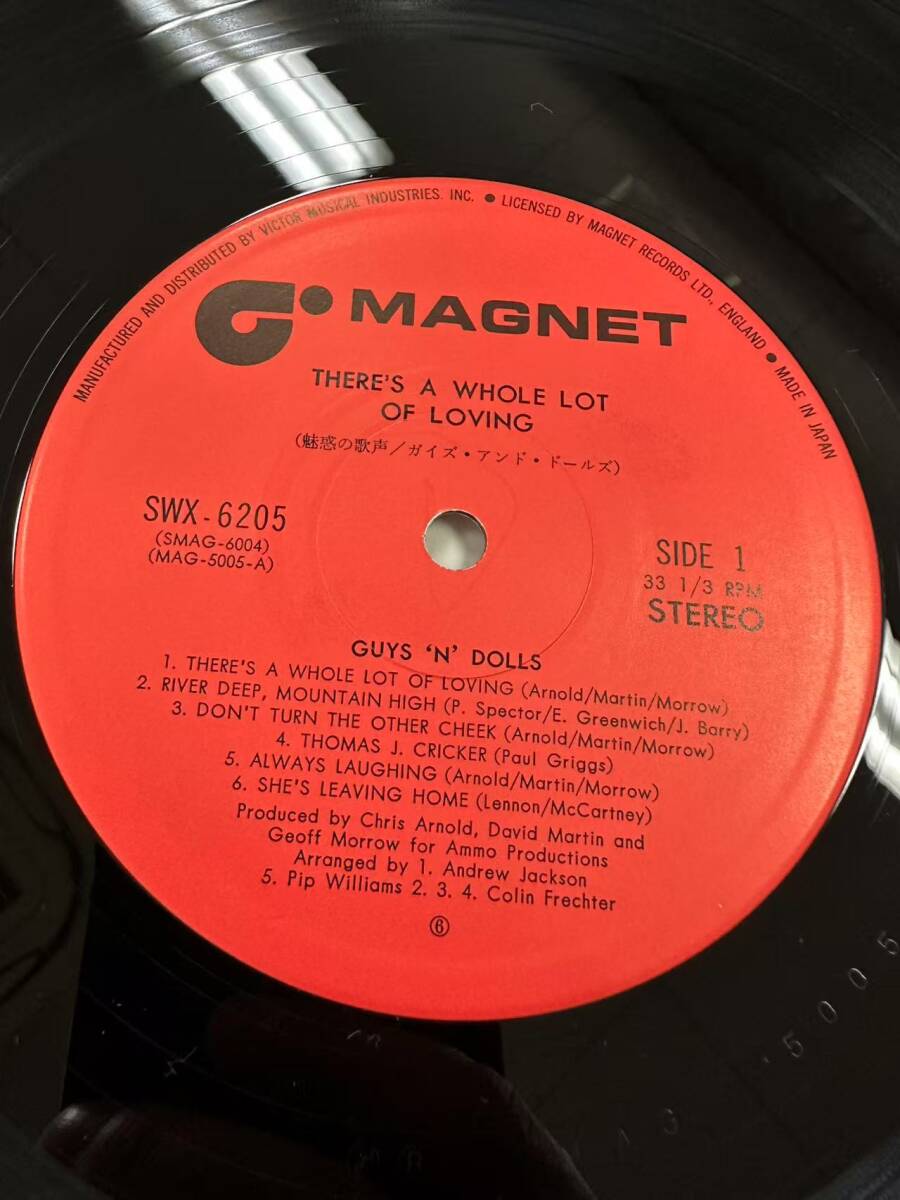 MANUFACTURED AND DISTRIBUTED BY VICTOR MUSICAL INDUSTRIES. INC. ● LICENSED BY MAGNET RECORDS LTD., ENGLAND ● MADE IN JAPAN
MAGNET
THERE'S A WHOLE LOT
OF LOVING
(魅惑の歌声/ガイズ・アンド・ドールズ)
SWX-6205
(SMAG-6004)
(MAG-5005-A)
SIDE 1
33 1/3 RPM
STEREO
GUYS 'N' DOLLS
1. THERE'S A WHOLE LOT OF LOVING (Arnold/Martin/Morrow)
2. RIVER DEEP, MOUNTAIN HIGH (P. Spector/E. Greenwich/J. Barry)
3. DON'T TURN THE OTHER CHEEK (Arnold/Martin/Morrow)
4. THOMAS J. CRICKER (Paul Griggs)
5. ALWAYS LAUGHING (Arnold/Martin/Morrow)
6. SHE'S LEAVING HOME (Lennon/McCartney)
Produced by Chris Arnold, David Martin and
Geoff Morrow for Ammo Productions
Arranged by 1. Andrew Jackson
5. Pip Williams 2. 3. 4. Colin Frechter
⑥
5005